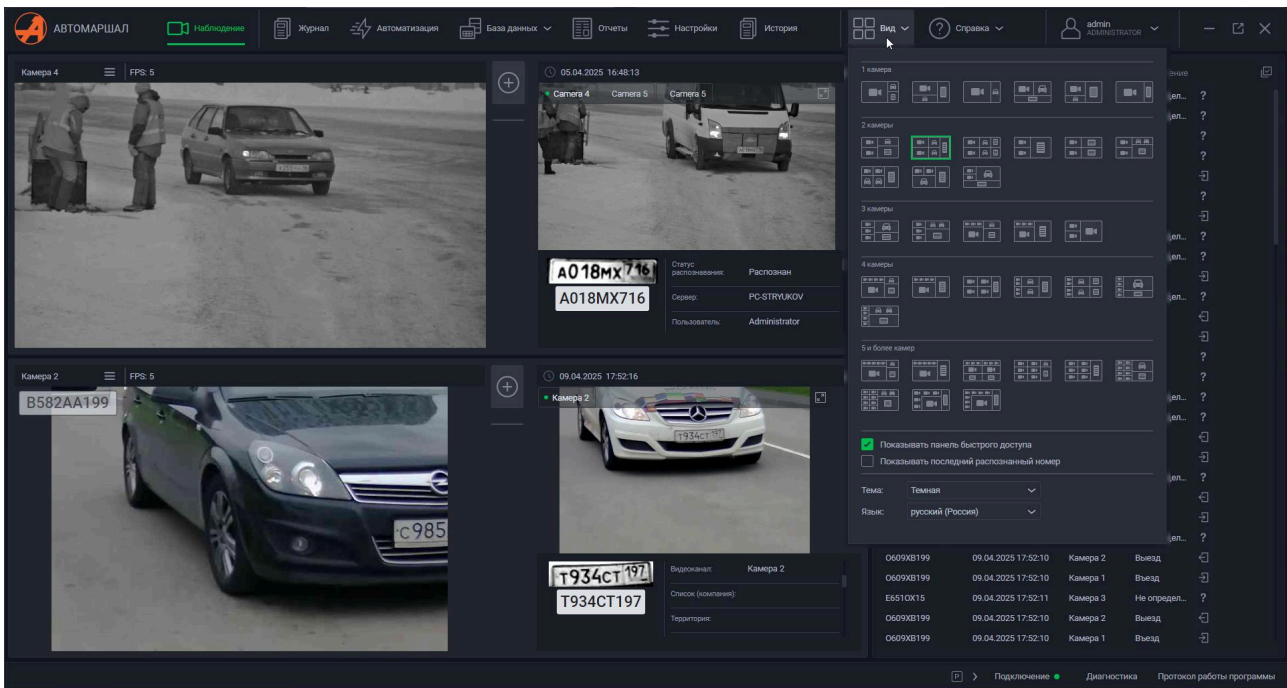 АВТОМАРШАЛ
Наблюдение
Журнал
Автоматизация
База данных
Отчеты
Настройки
История
Вид
Справка
admin
ADMINISTRATOR
Камера 4
FPS: 5
05.04.2025 16:48:13
Camera 4 Camera 5 Camera 5
А018МХ 716
A018MX716
Статус распознавания: Распознан
Сервер: PC-STRYUKOV
Пользователь: Administrator
Камера 2
FPS: 5
B582AA199
С985
09.04.2025 17:52:16
Камера 2
Т934СТ 197
Т934СТ 197
T934CT197
Видеоканал: Камера 2
Список (компания):
Территория:
1 камера
2 камеры
3 камеры
4 камеры
5 и более камер
Показывать панель быстрого доступа
Показывать последний распознанный номер
Тема: Темная
Язык: русский (Россия)
O609XB199 09.04.2025 17:52:10 Камера 2 Выезд
O609XB199 09.04.2025 17:52:10 Камера 1 Въезд
E651OX15 09.04.2025 17:52:11 Камера 3 Не определ...
O609XB199 09.04.2025 17:52:10 Камера 2 Выезд
O609XB199 09.04.2025 17:52:10 Камера 1 Въезд
P
Подключение
Диагностика
Протокол работы программы